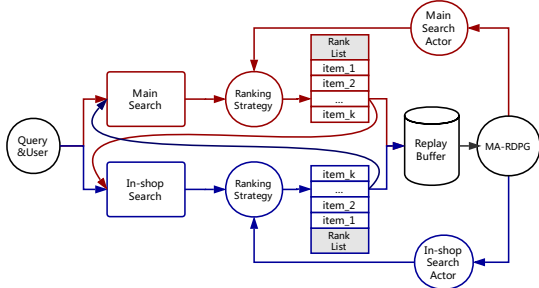 Query
&User
Main
Search
Ranking
Strategy
Rank
List
item_1
item_2
...
item_k
Main
Search
Actor
In-shop
Search
Ranking
Strategy
item_k
...
item_2
item_1
Rank
List
Replay
Buffer
MA-RDPG
In-shop
Search
Actor